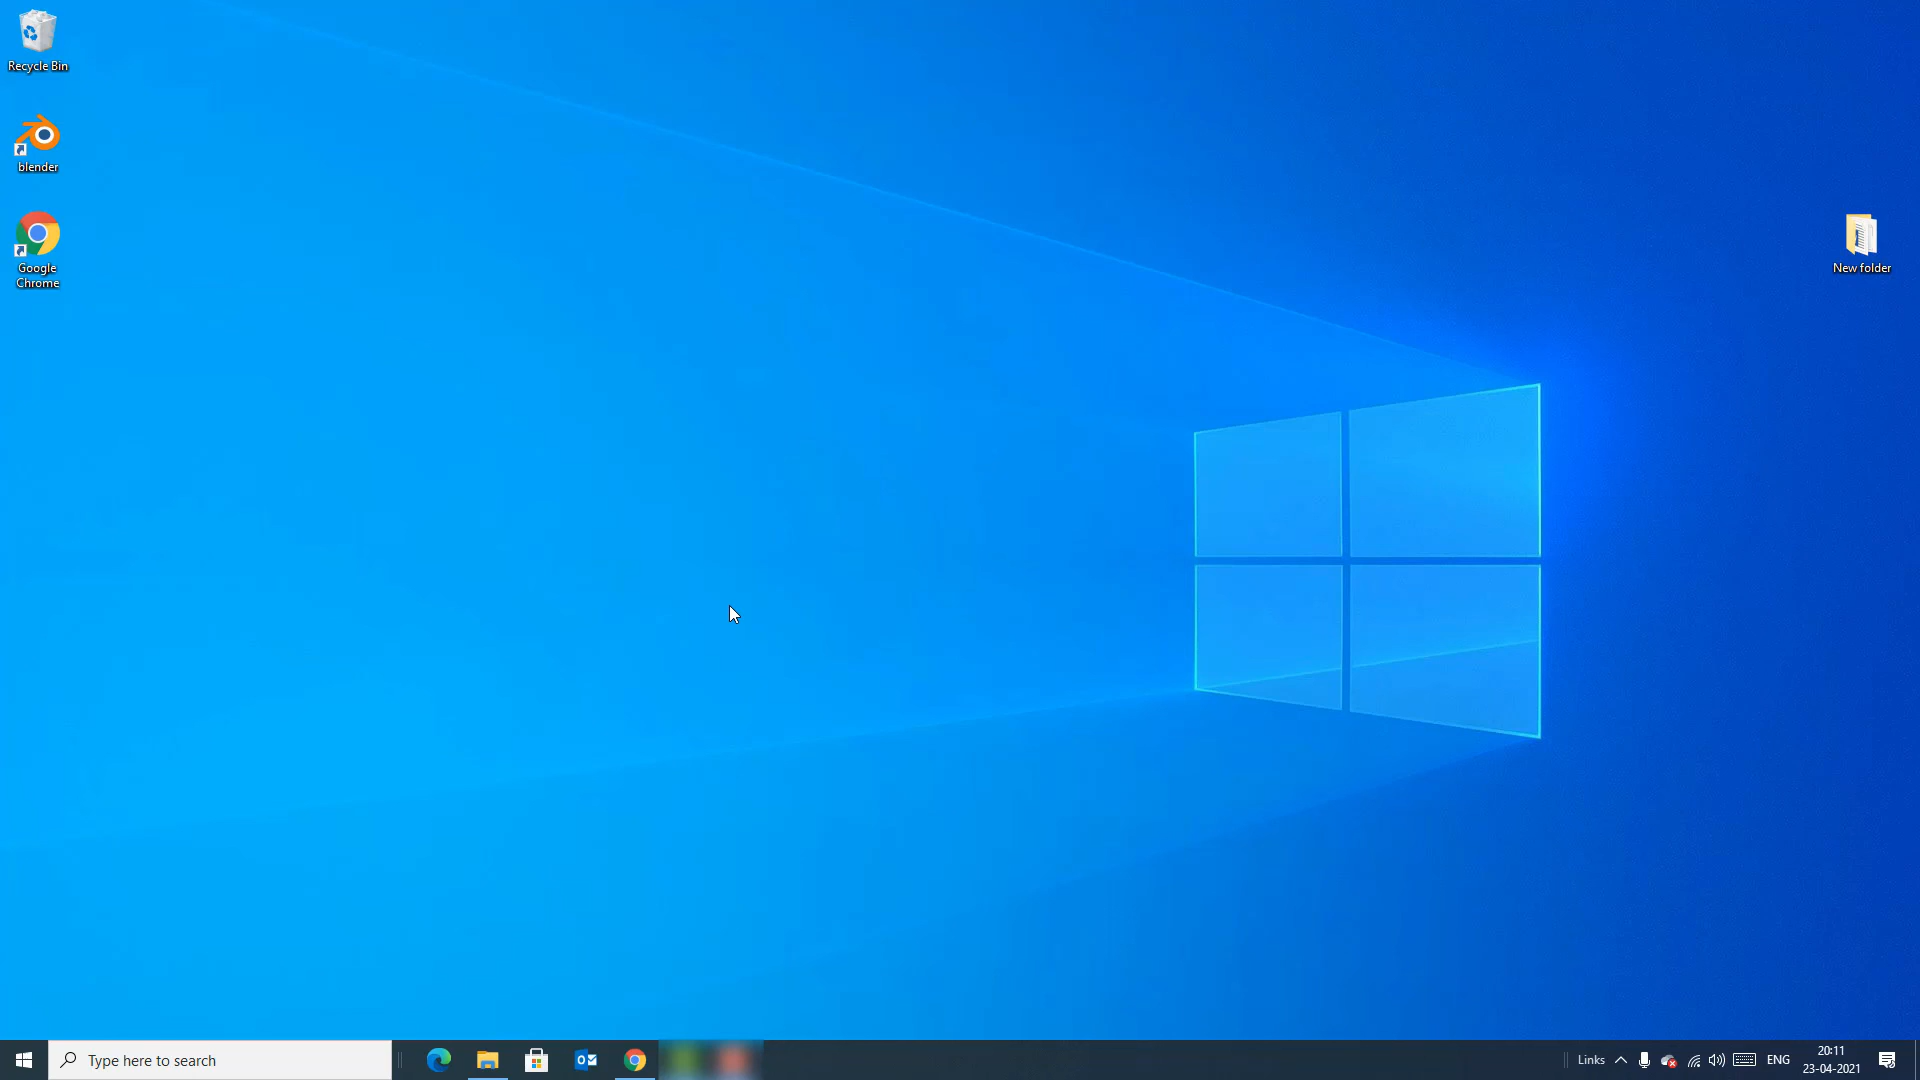 Recycle Bin
blender
Google
Chrome
New folder
Type here to search
Links
ENG
20:11
23-04-2021